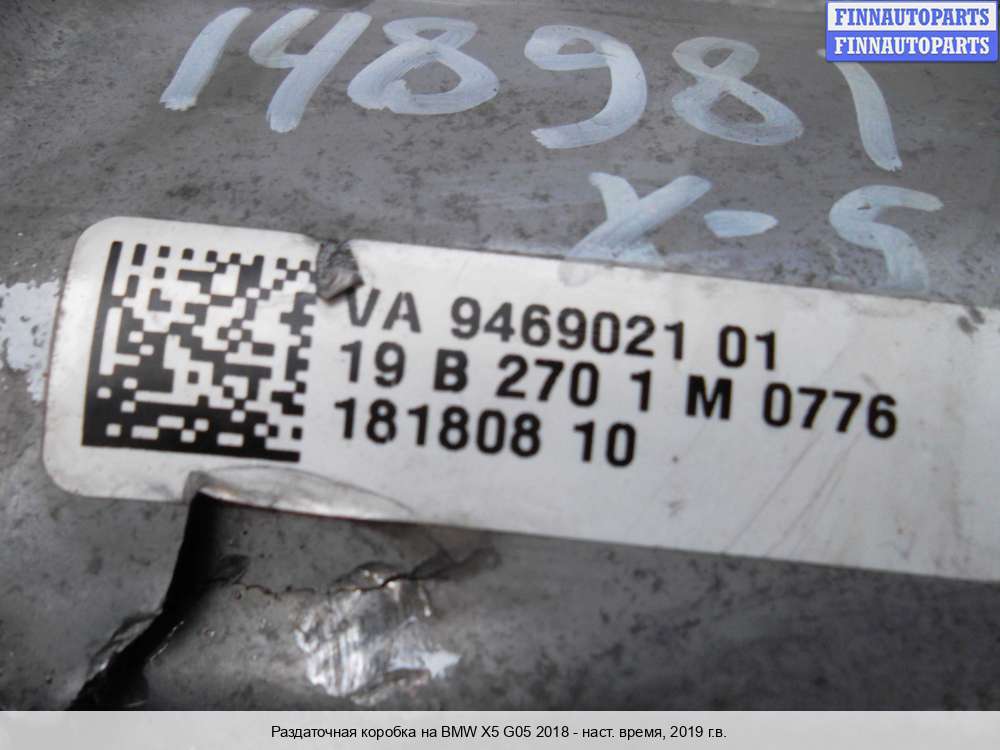 FINNAUTOPARTS
FINNAUTOPARTS
148981
X-5
VA 9469021 01
19 B 270 1 M 0776
181808 10
Раздаточная коробка на BMW X5 G05 2018 - наст. время, 2019 г.в.